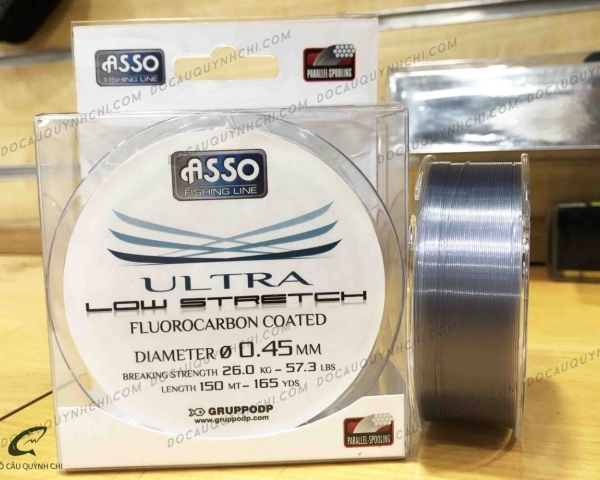 ASSO
FISHING LINE
PARALLEL-SPOOLING
ASSO
FISHING LINE
ULTRA
LOW STRETCH
FLUOROCARBON COATED
DIAMETER Ø 0.45 MM
BREAKING STRENGTH 26.0 KG – 57.3 LBS
LENGTH 150 MT – 165 YDS
GRUPPODP
www.gruppodp.com
PARALLEL-SPOOLING
ĐỒ CÂU QUỲNH CHI
DOCAUQUYNHCHI.COM